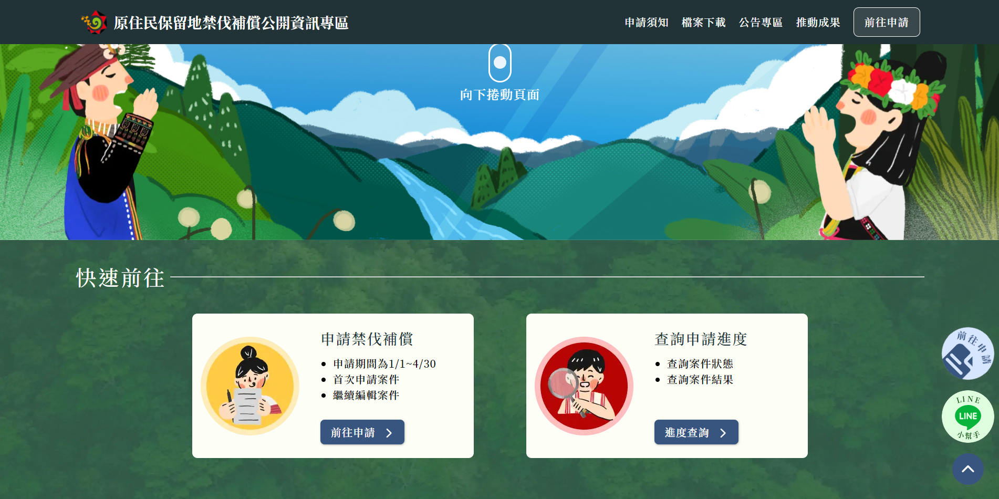 原住民保留地禁伐補償公開資訊專區
申請須知 檔案下載 公告專區 推動成果 前往申請
向下捲動頁面
快速前往
申請禁伐補償
申請期間為1/1~4/30
首次申請案件
繼續編輯案件
前往申請
查詢申請進度
查詢案件狀態
查詢案件結果
進度查詢
前往申請
LINE
LINE
小幫手